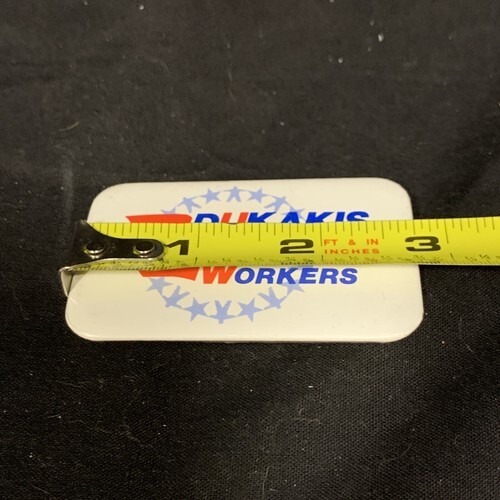 DUKAKIS
1 2 FT & IN
INCHES 3
WORKERS